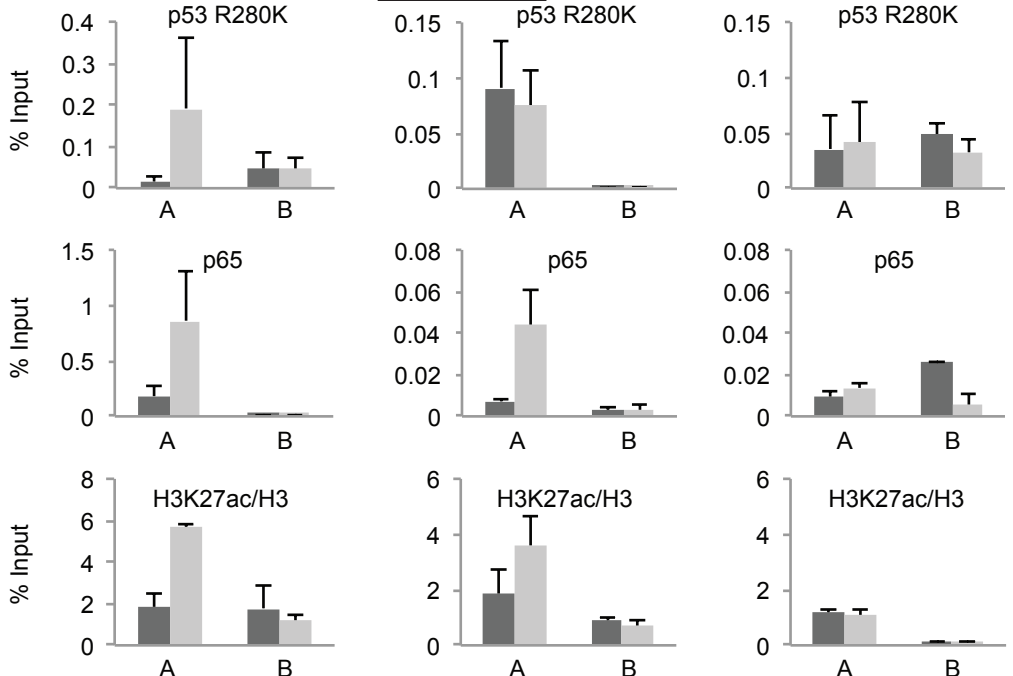 p53 R280K
0.4
0.3
0.2
0.1
0
% Input
A
B
p53 R280K
0.15
0.1
0.05
0
A
B
p53 R280K
0.15
0.1
0.05
0
A
B
p65
1.5
1
0.5
0
% Input
A
B
p65
0.08
0.06
0.04
0.02
0
A
B
p65
0.08
0.06
0.04
0.02
0
A
B
H3K27ac/H3
8
6
4
2
0
% Input
A
B
H3K27ac/H3
6
4
2
0
A
B
H3K27ac/H3
6
4
2
0
A
B